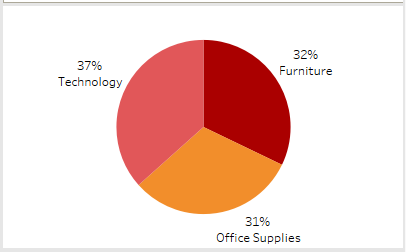 37%
Technology
32%
Furniture
31%
Office Supplies